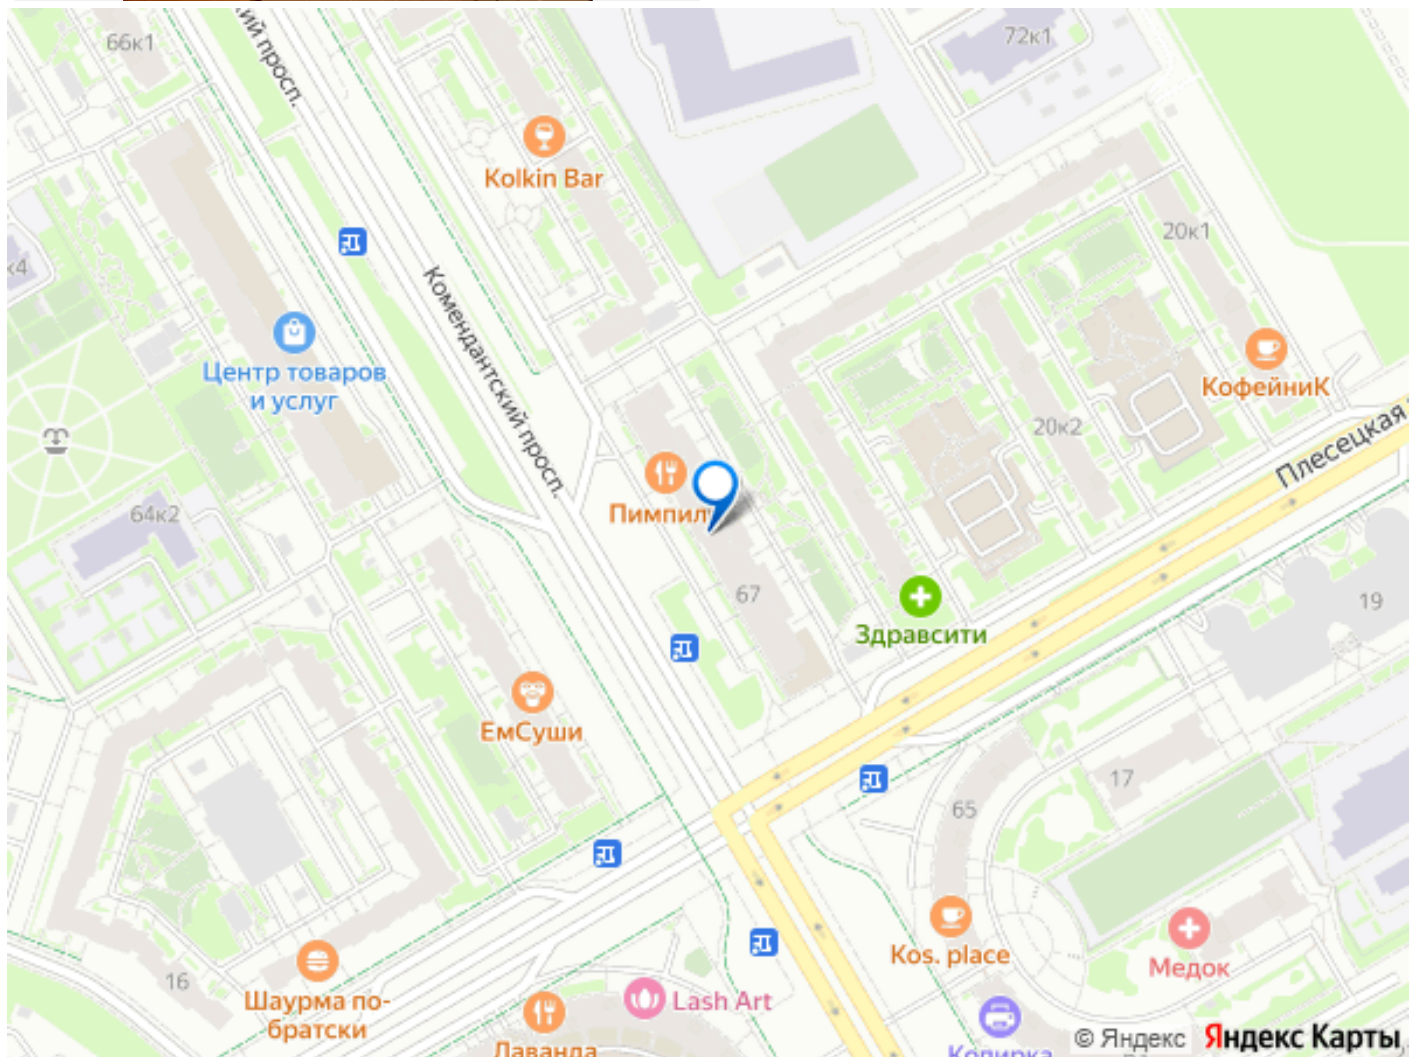 66к1
ий просп.
72к1
Kolkin Bar
20к1
к4
Комендантский просп.
Центр товаров
и услуг
КофейниК
20к2
Плесецкая
64к2
Пимпил
67
19
Здравсити
ЕмСуши
17
65
Kos. place
Медок
16
Шаурма по-
братски
Lash Art
Лаванда
Копирка
© Яндекс Яндекс Карты